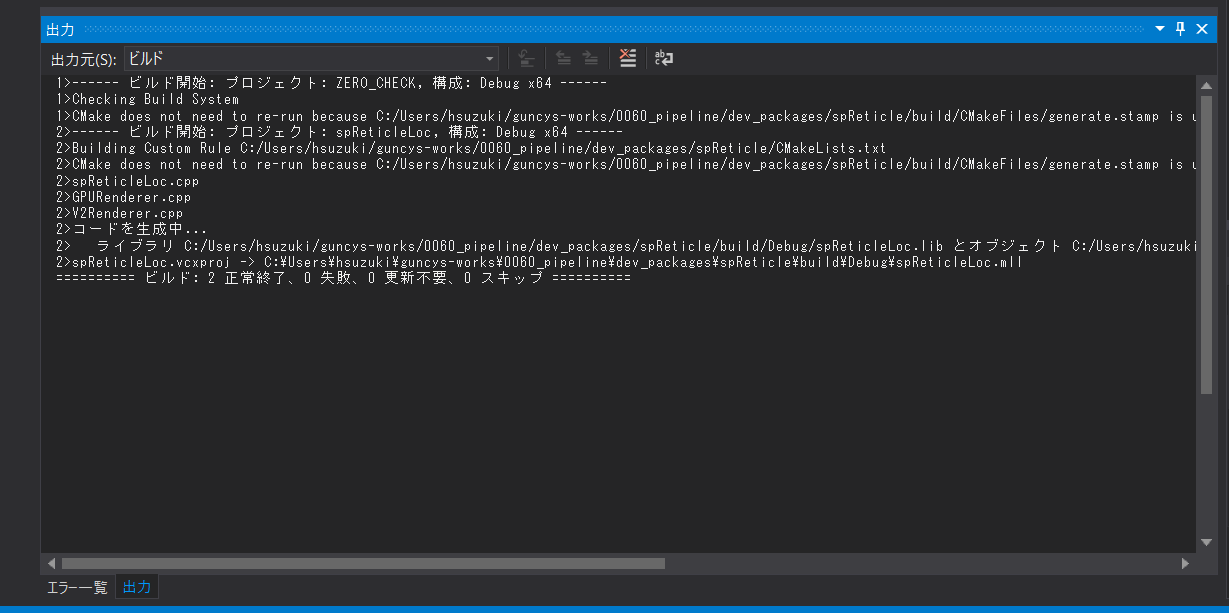 出力
出力元(S): ビルド
1>------ ビルド開始: プロジェクト: ZERO_CHECK, 構成: Debug x64 ------
1>Checking Build System
1>CMake does not need to re-run because C:/Users/hsuzuki/guncys-works/0060_pipeline/dev_packages/spReticle/build/CMakeFiles/generate.stamp is u
2>------ ビルド開始: プロジェクト: spReticleLoc, 構成: Debug x64 ------
2>Building Custom Rule C:/Users/hsuzuki/guncys-works/0060_pipeline/dev_packages/spReticle/CMakeLists.txt
2>CMake does not need to re-run because C:/Users/hsuzuki/guncys-works/0060_pipeline/dev_packages/spReticle/build/CMakeFiles/generate.stamp is u
2>spReticleLoc.cpp
2>GPURenderer.cpp
2>V2Renderer.cpp
2>コードを生成中...
2>   ライブラリ C:/Users/hsuzuki/guncys-works/0060_pipeline/dev_packages/spReticle/build/Debug/spReticleLoc.lib とオブジェクト C:/Users/hsuzuki
2>spReticleLoc.vcxproj -> C:¥Users¥hsuzuki¥guncys-works¥0060_pipeline¥dev_packages¥spReticle¥build¥Debug¥spReticleLoc.mll
========== ビルド: 2 正常終了、0 失敗、0 更新不要、0 スキップ ==========
エラー一覧 出力